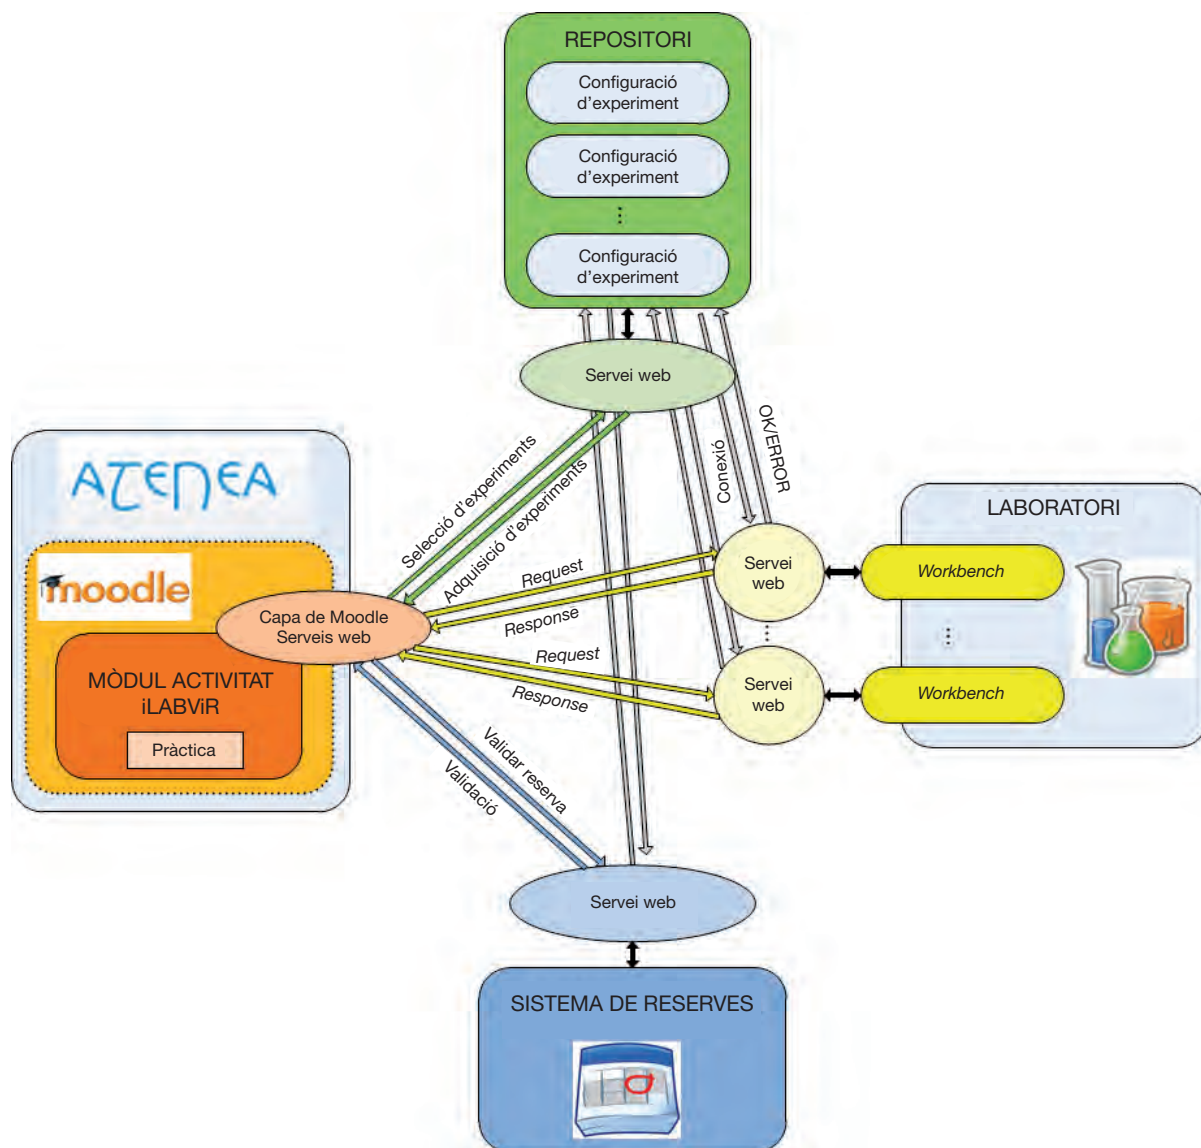 REPOSITORI
Configuració
d'experiment
Configuració
d'experiment
Configuració
d'experiment
Servei web
Selecció d'experiments
Adquisició d'experiments
Conexió
OK/ERROR
ATENEA
moodle
Capa de Moodle
Serveis web
MÒDUL ACTIVITAT
iLABViR
Pràctica
Request
Response
Request
Response
Servei
web
Servei
web
LABORATORI
Workbench
Workbench
Validar reserva
Validació
Servei web
SISTEMA DE RESERVES